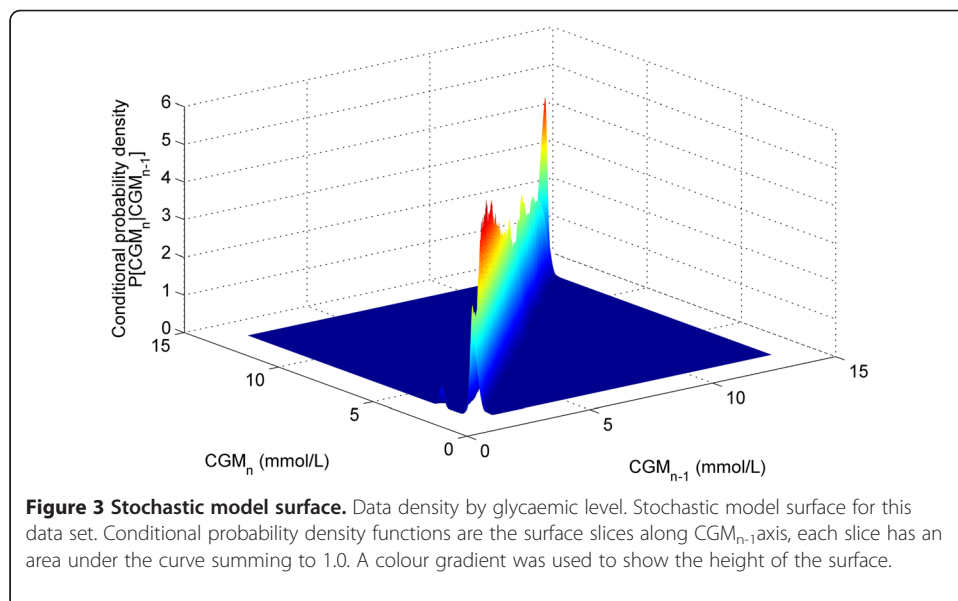 6
5
4
3
2
1
0
Conditional probability density
P[CGMn|CGMn-1]
15
10
5
0
CGMn (mmol/L)
0
5
10
15
CGMn-1 (mmol/L)
Figure 3 Stochastic model surface. Data density by glycaemic level. Stochastic model surface for this
data set. Conditional probability density functions are the surface slices along CGMn-1axis, each slice has an
area under the curve summing to 1.0. A colour gradient was used to show the height of the surface.